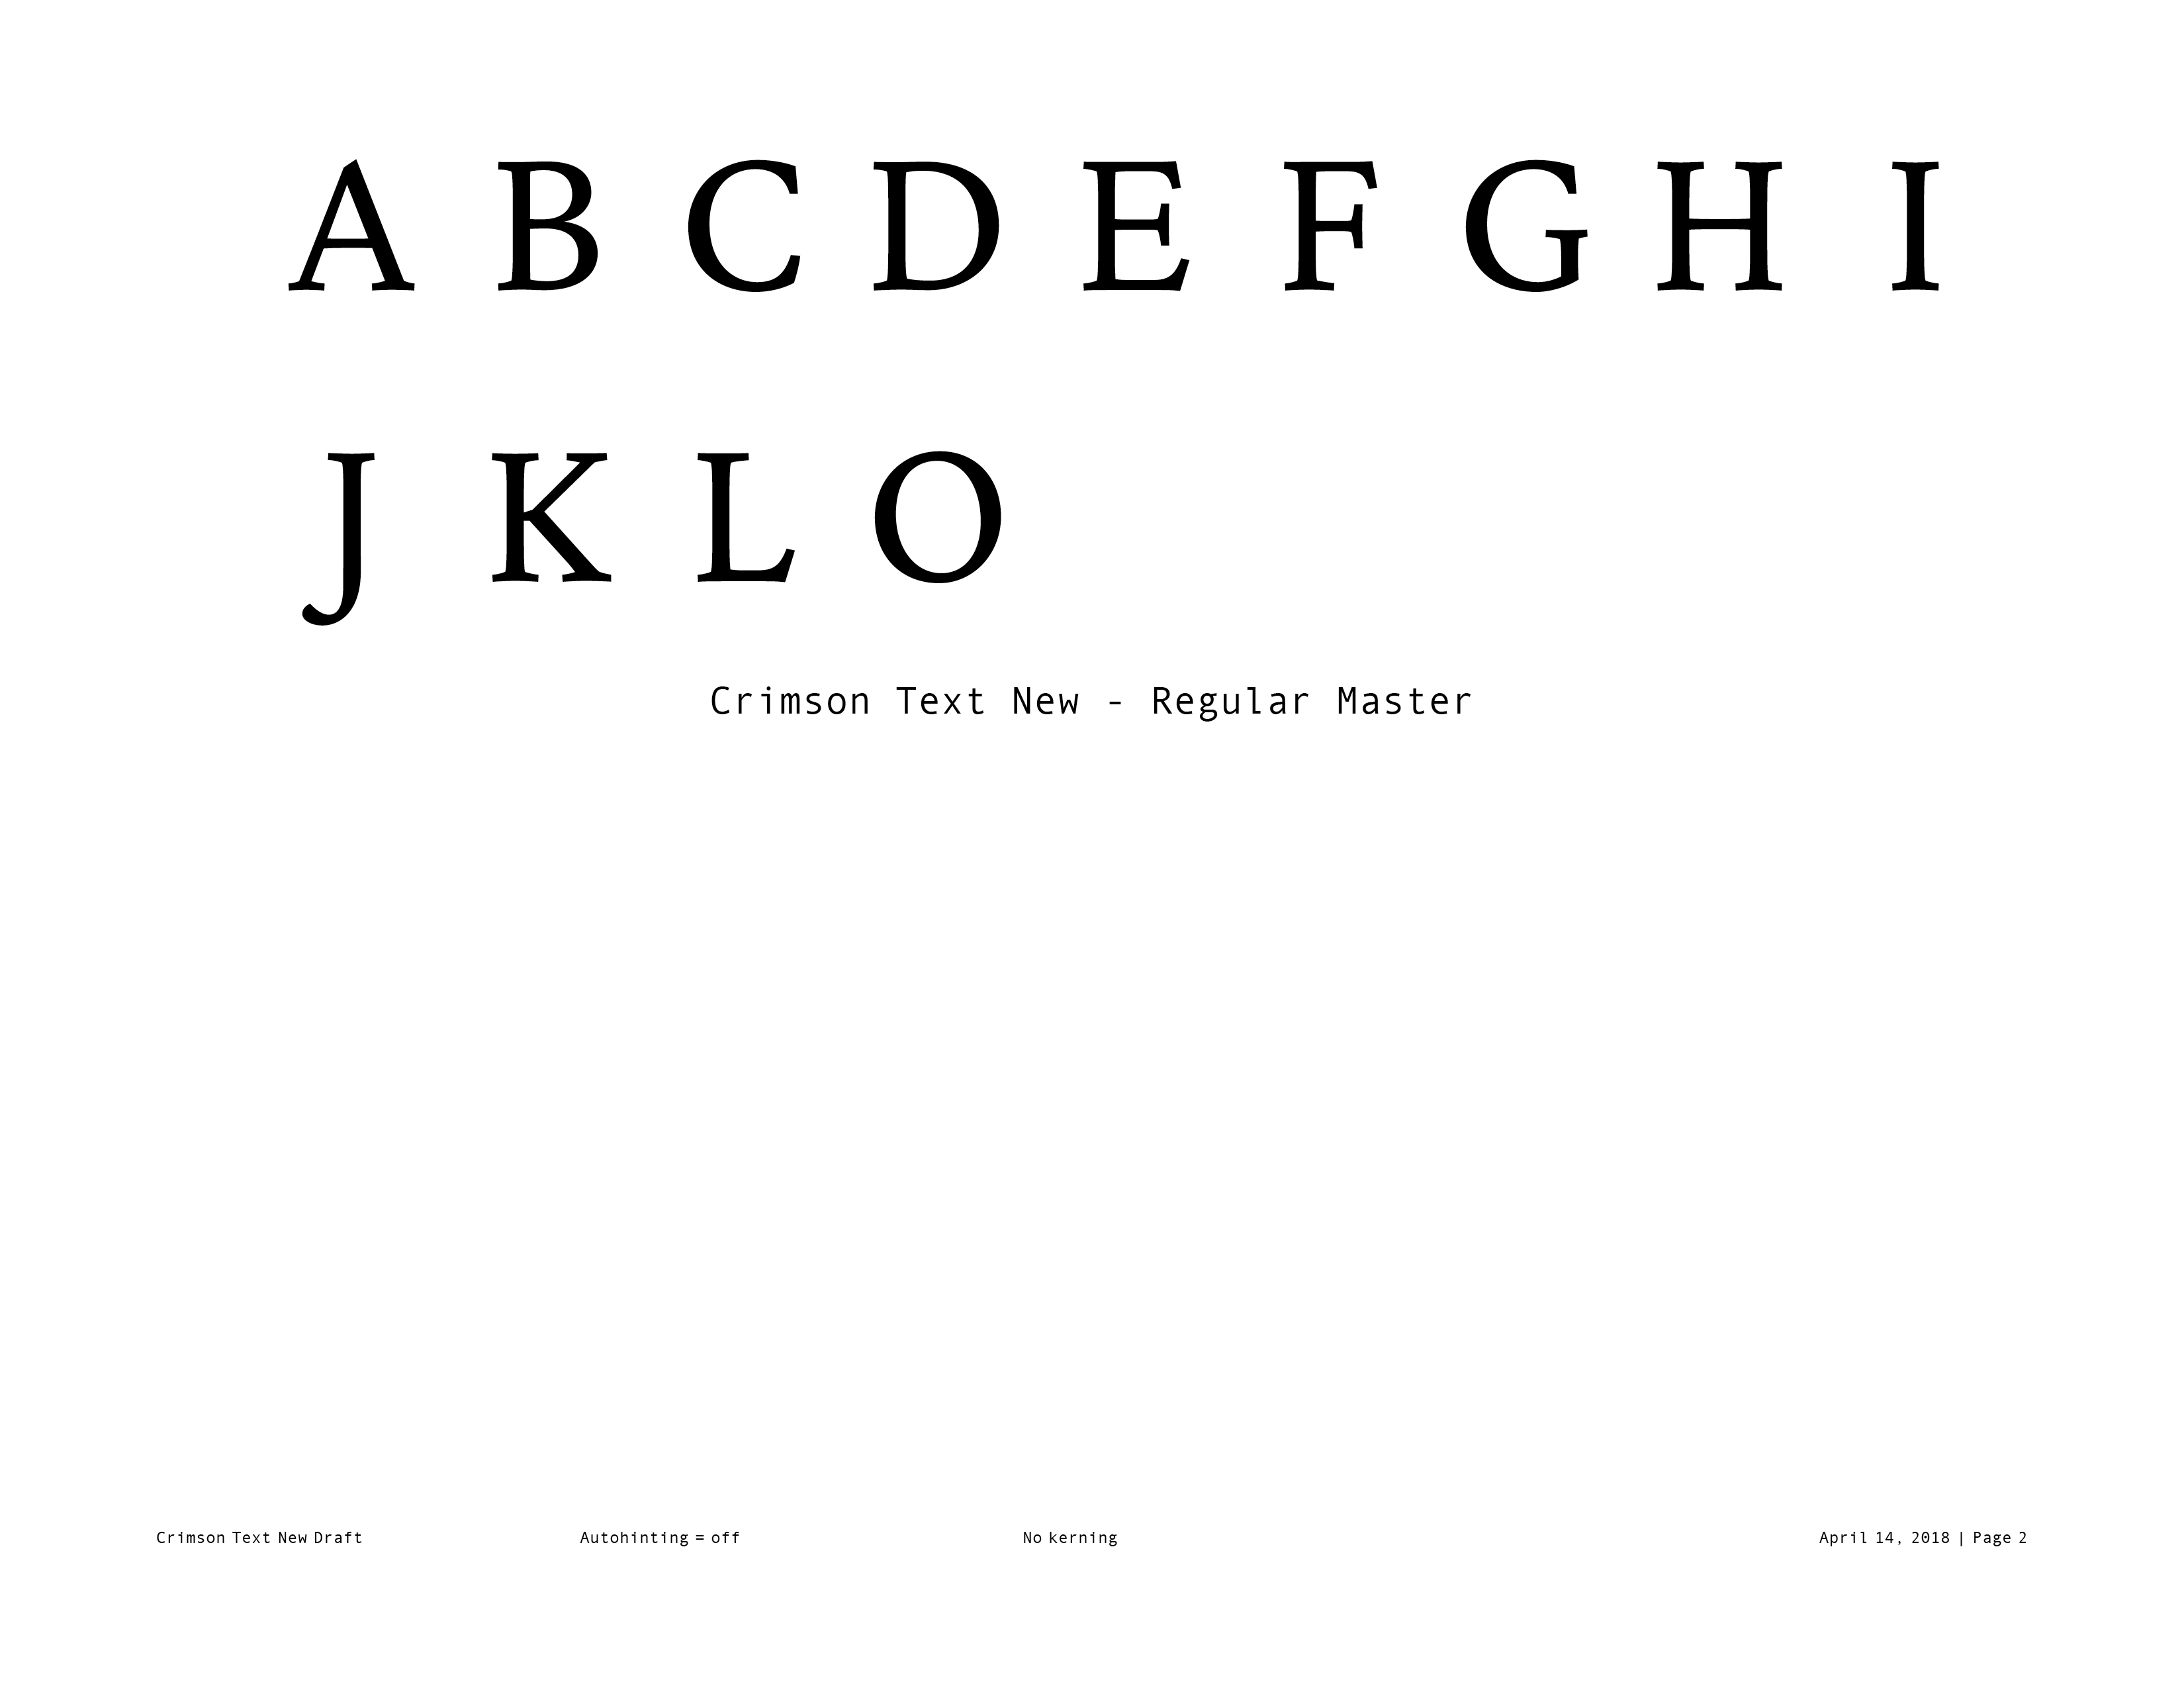 A B C D E F G H I
J K L O
Crimson Text New - Regular Master
Crimson Text New Draft Autohinting = off No kerning April 14, 2018 | Page 2